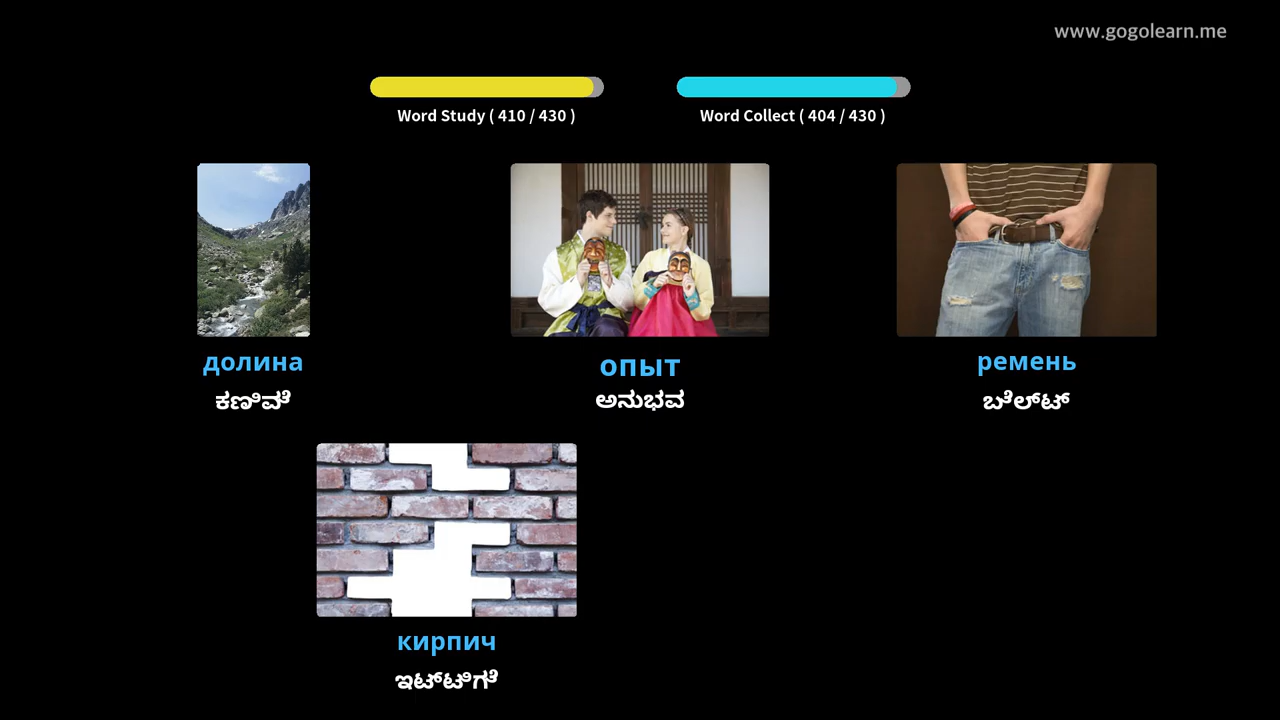 www.gogolearn.me
Word Study ( 410 / 430 )
Word Collect ( 404 / 430 )
долина
ಕಣಿವೆ
опыт
ಅನುಭವ
ремень
ಬೆಲ್ಟ್
кирпич
ಇಟ್ಟಿಗೆ